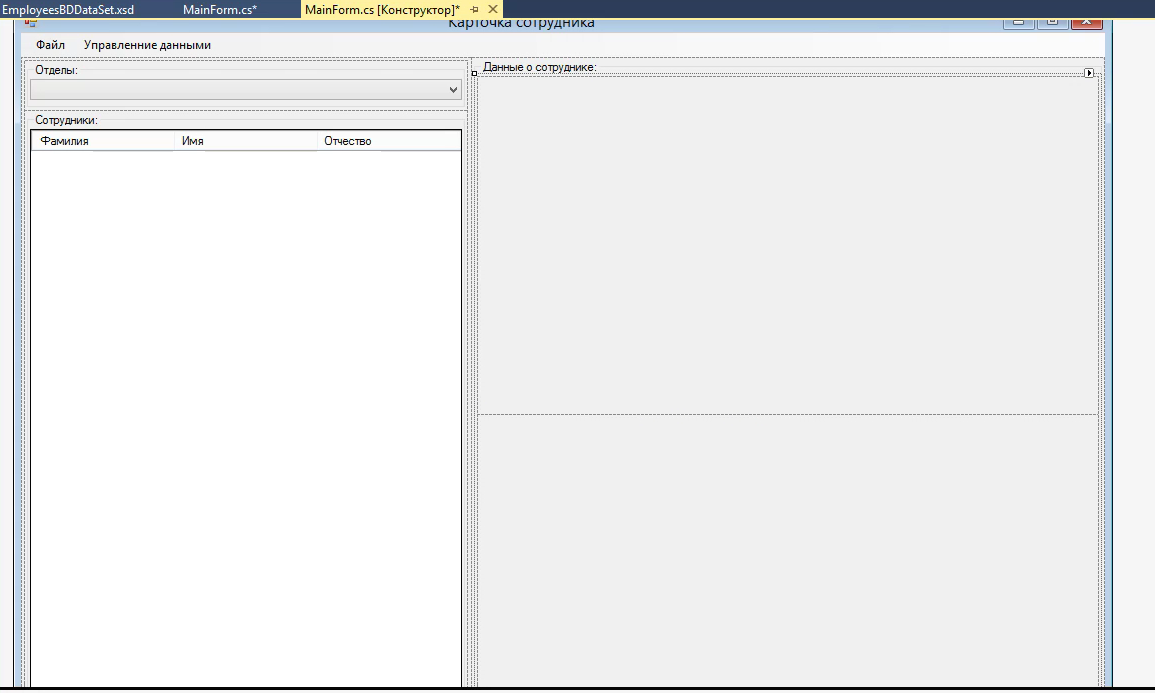 EmployeesBDDataSet.xsd MainForm.cs* MainForm.cs [Конструктор]*
Карточка сотрудника
Файл Управленние данными
Отделы:
Данные о сотруднике:
Сотрудники:
Фамилия Имя Отчество